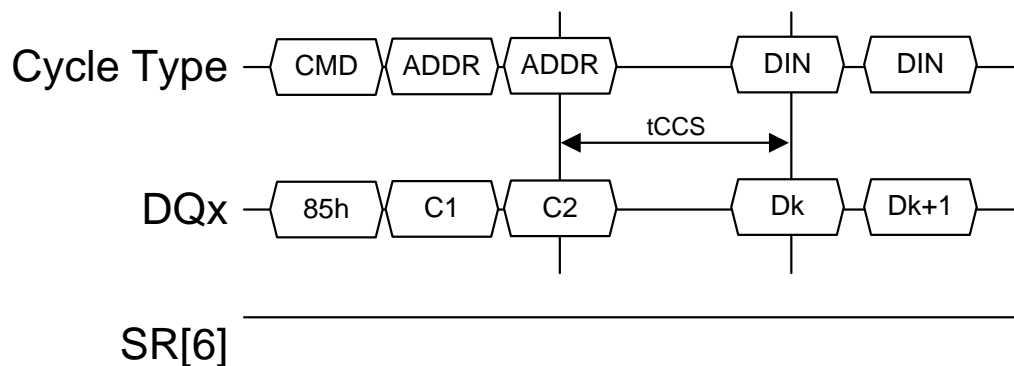 Cycle Type CMD ADDR ADDR DIN DIN
tCCS
DQx 85h C1 C2 Dk Dk+1
SR[6]